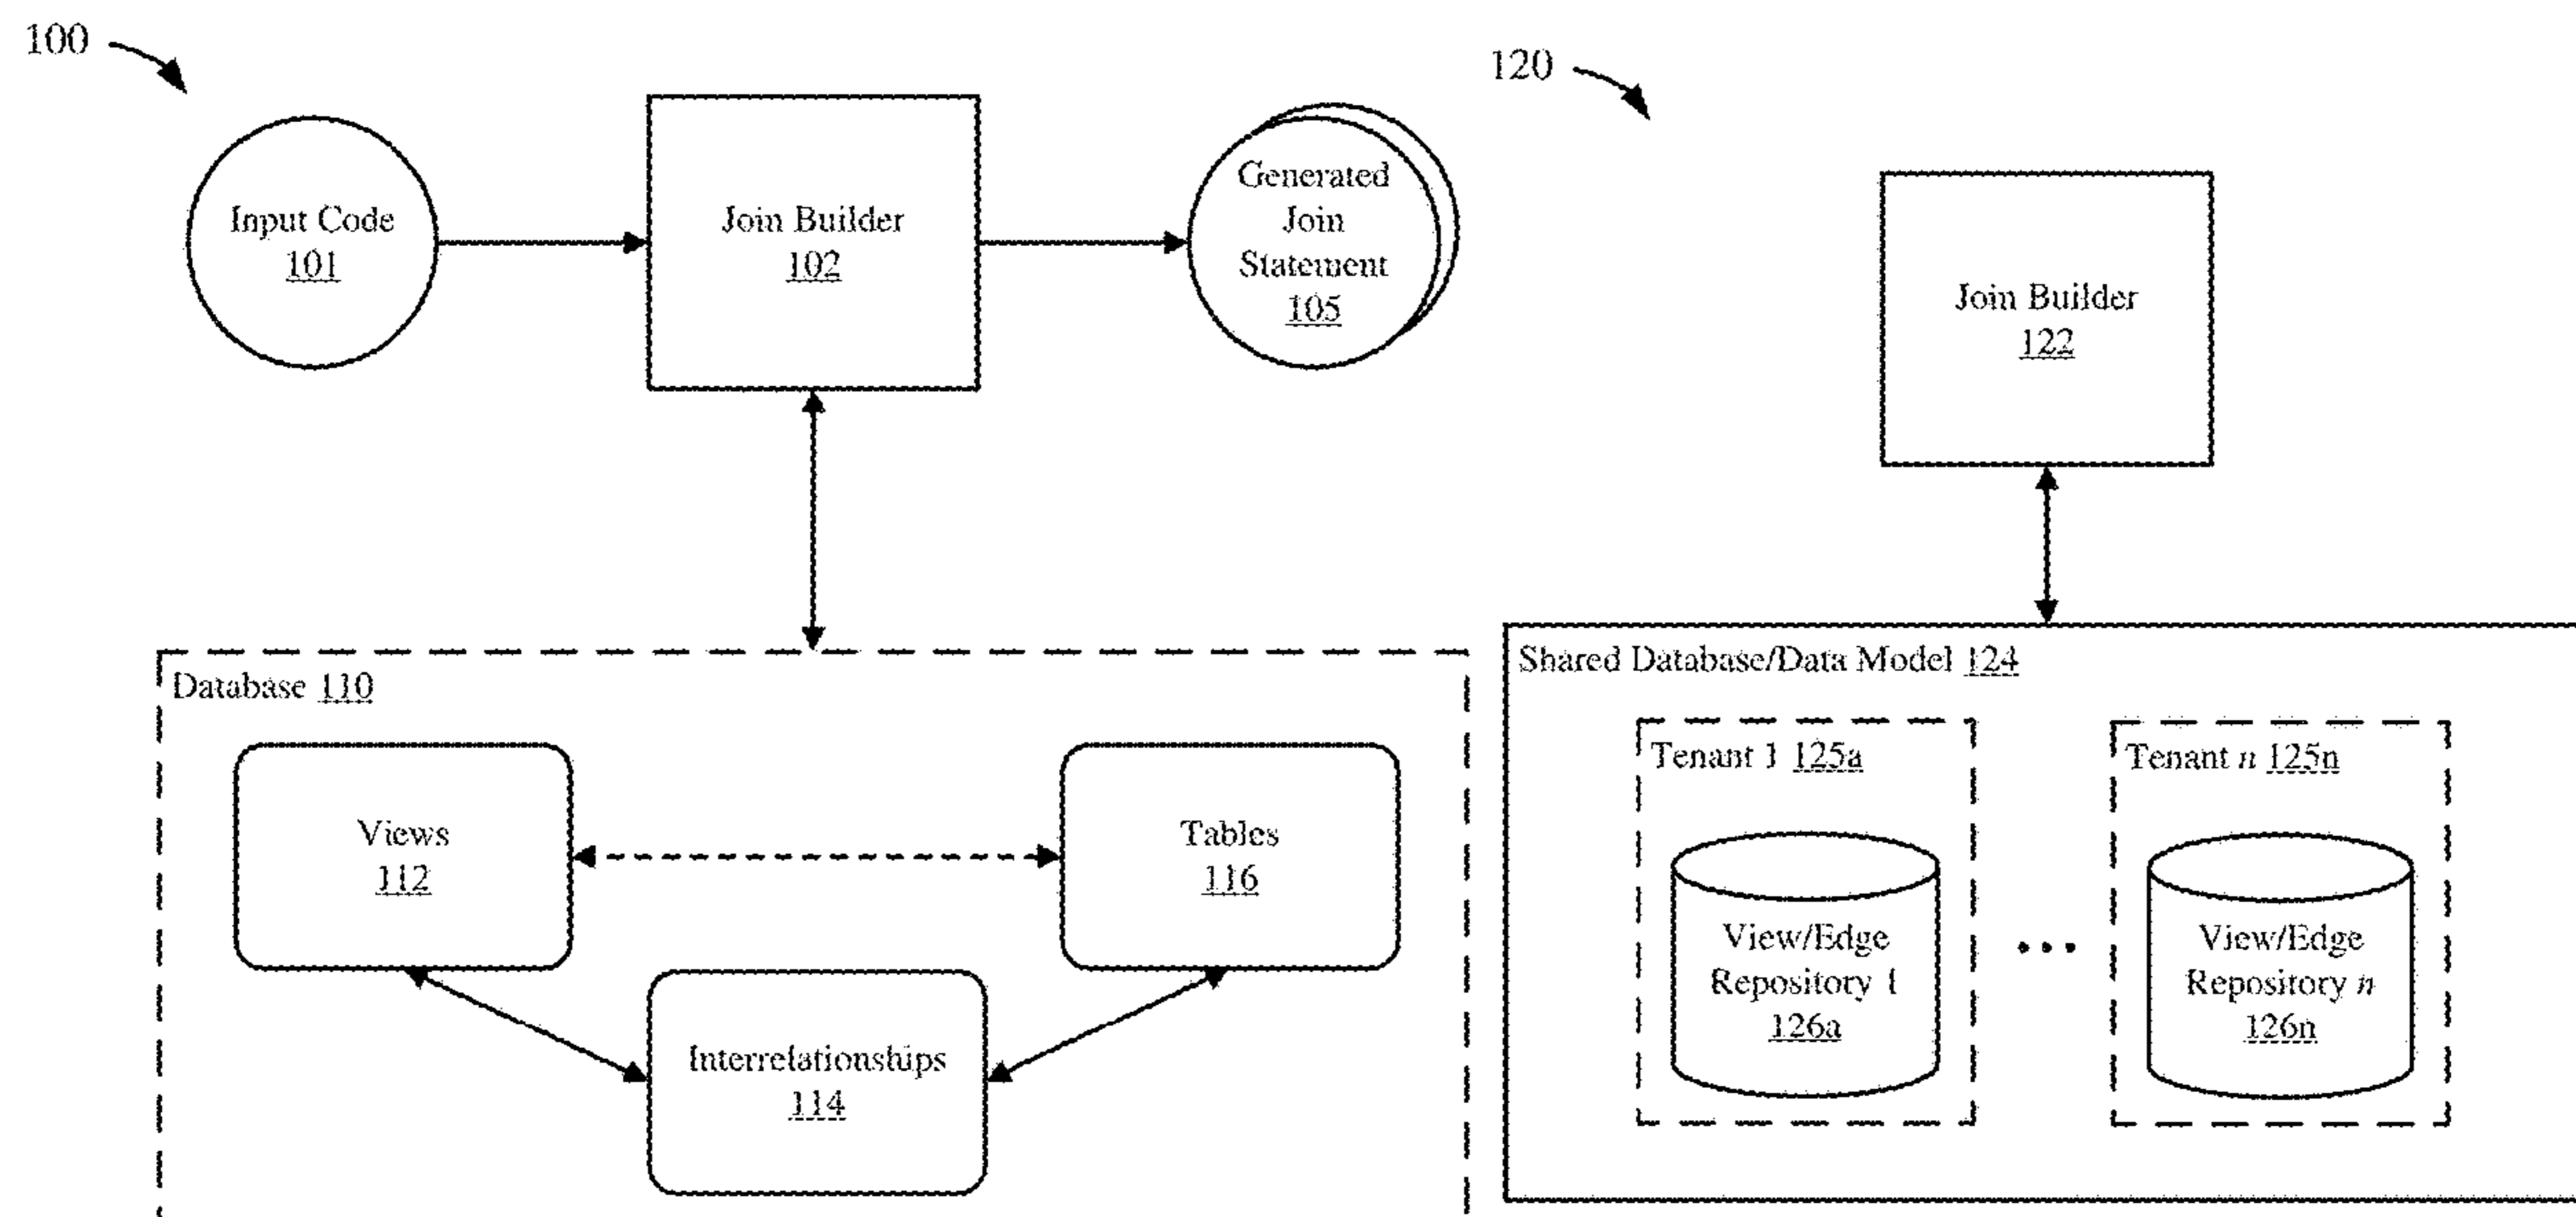 100
Input Code
101
Join Builder
102
Generated
Join
Statement
105
Database 110
Views
112
Tables
116
Interrelationships
114
120
Join Builder
122
Shared Database/Data Model 124
Tenant 1 125a
View/Edge
Repository 1
126a
...
Tenant n 125n
View/Edge
Repository n
126n